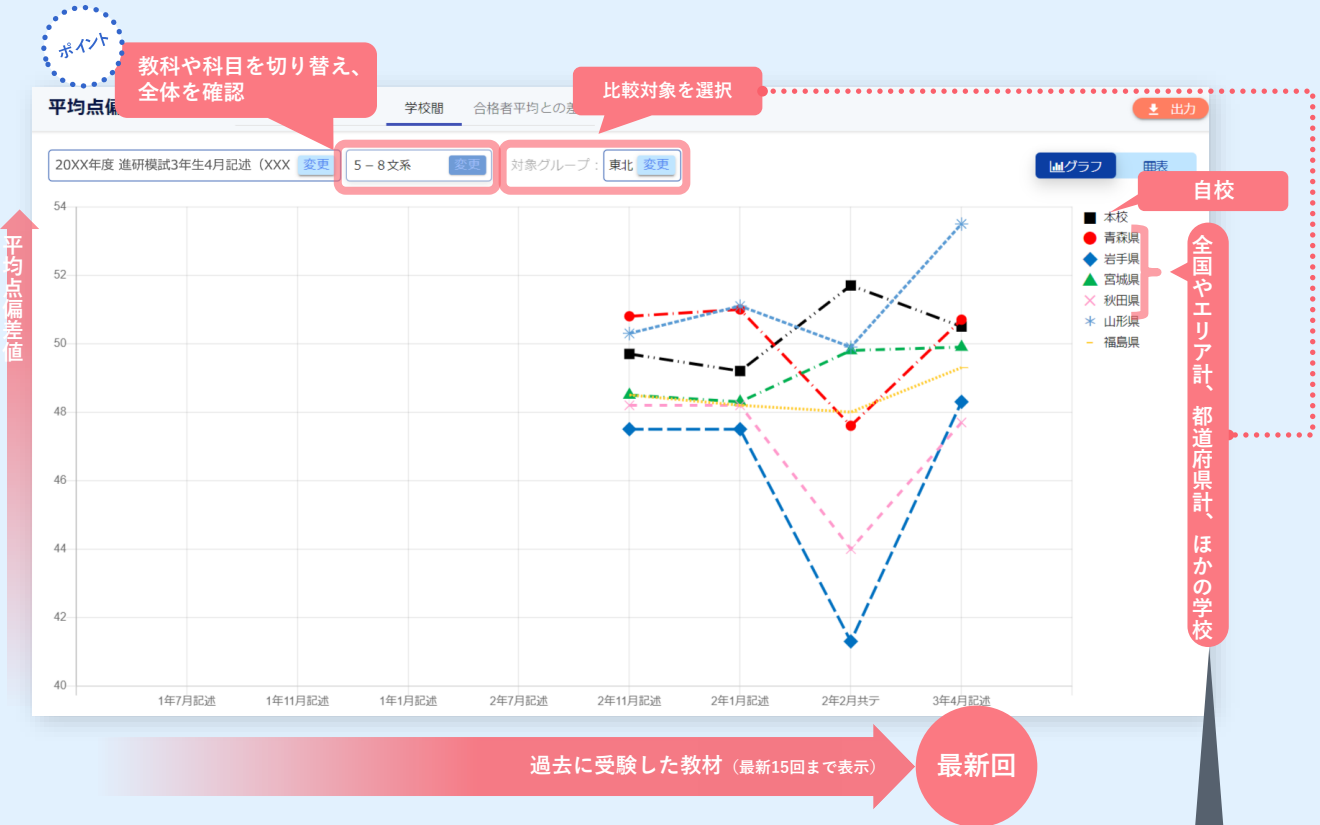 ポイント
教科や科目を切り替え、
全体を確認
比較対象を選択
平均点偏
学校間
合格者平均との差
出力
20XX年度 進研模試3年生4月記述（XXX
変更
5－8文系
変更
対象グループ：
東北
変更
グラフ
表
自校
平均点偏差値
54
52
50
48
46
44
42
40
本校
青森県
岩手県
宮城県
秋田県
山形県
福島県
全国やエリア計、都道府県計、ほかの学校
1年7月記述
1年11月記述
1年1月記述
2年7月記述
2年11月記述
2年1月記述
2年2月共テ
3年4月記述
過去に受験した教材（最新15回まで表示）
最新回